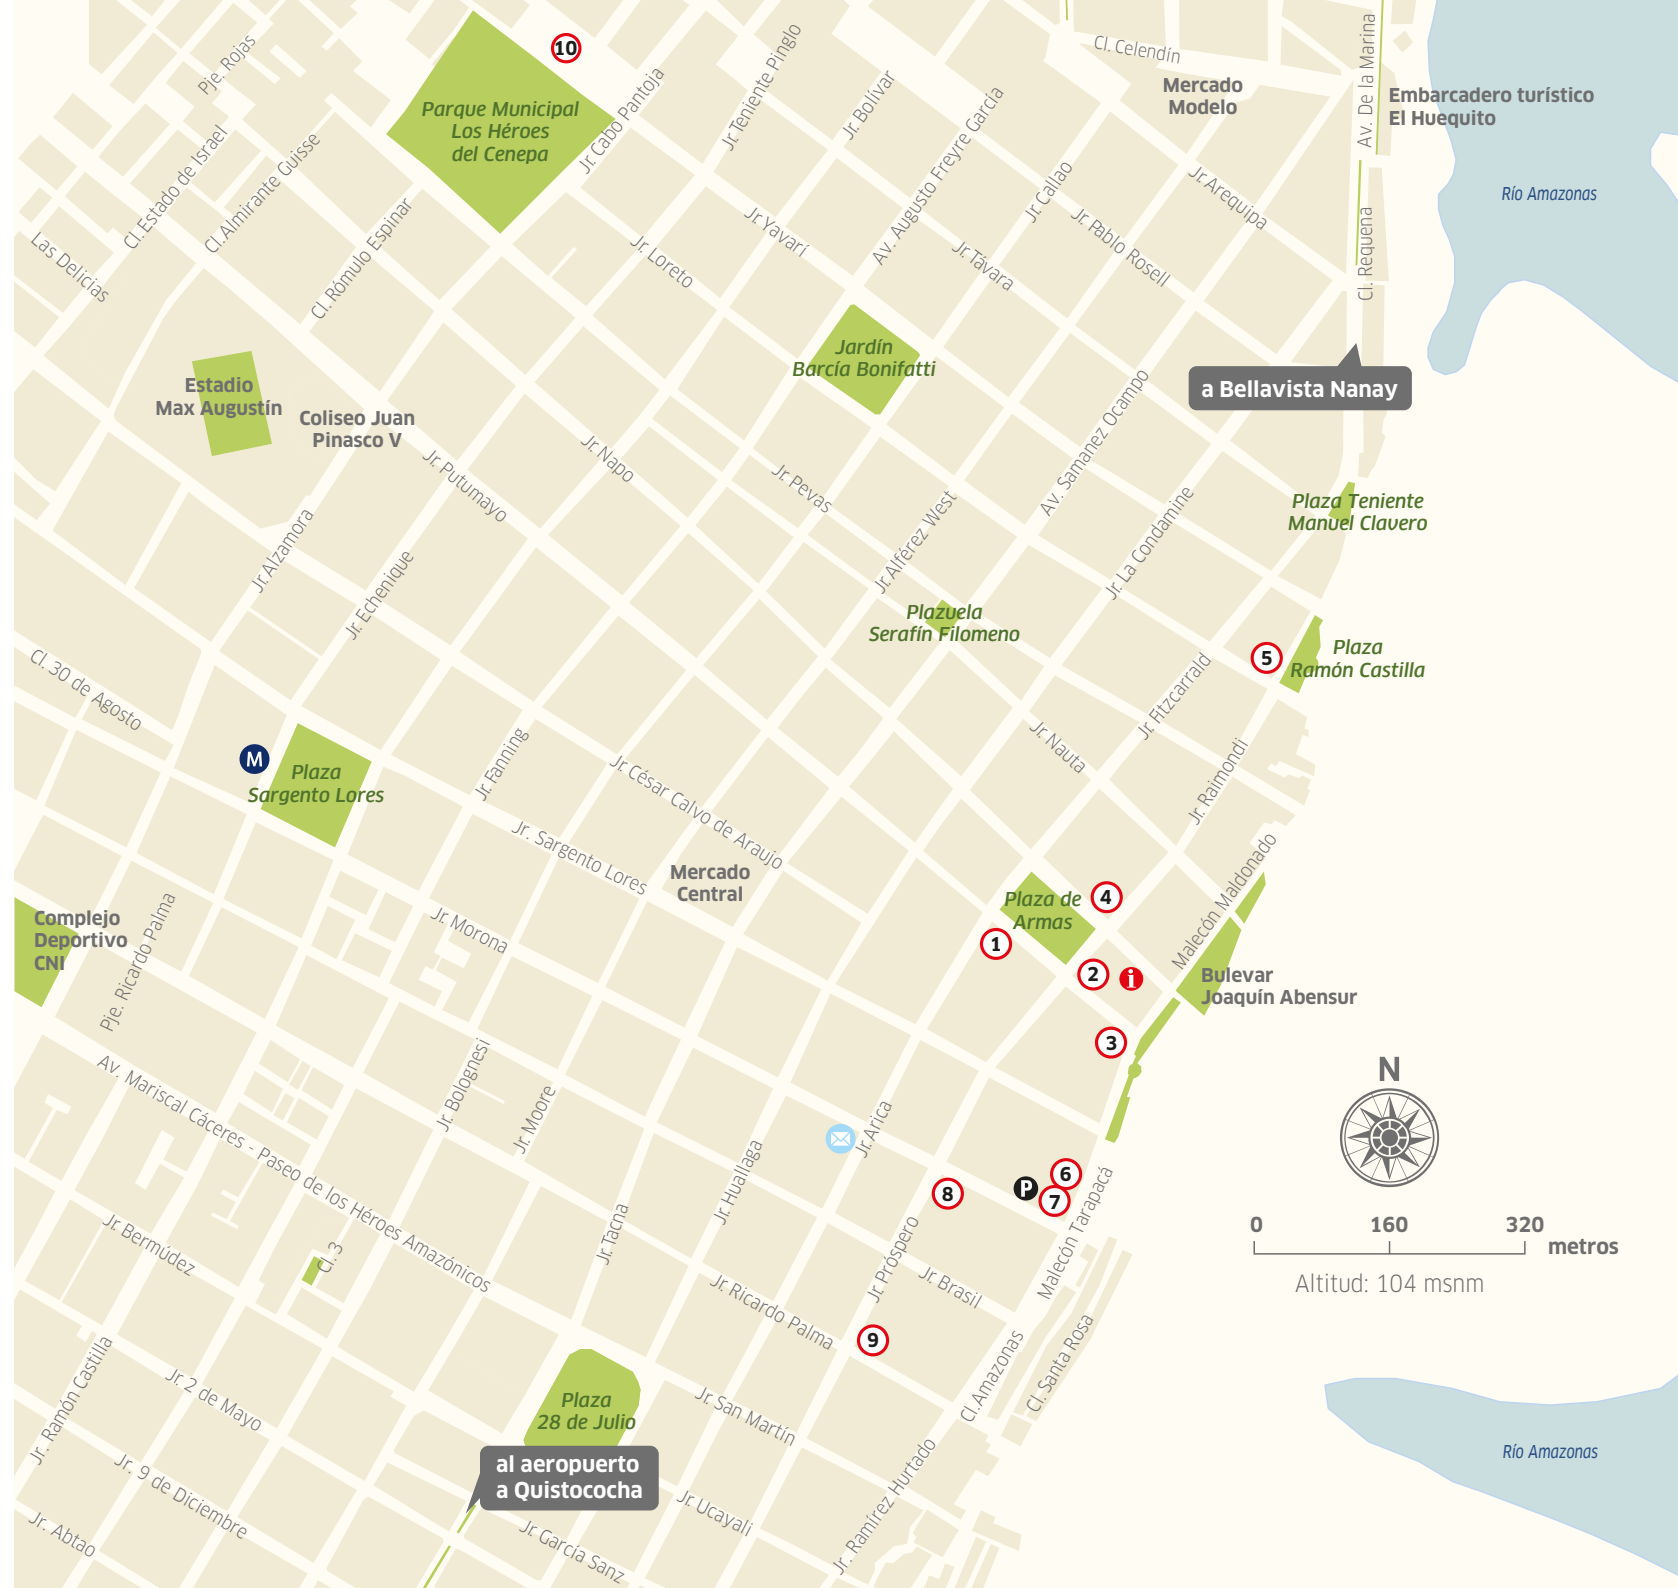 10
Cl. Celendín
Av. De la Marina
Pje. Rojas
Jr. Teniente Pinglo
Jr. Bolívar
Mercado
Modelo
Embarcadero turístico
El Huequito
Parque Municipal
Los Héroes
del Cenepa
Jr. Cabo Pantoja
Av. Augusto Freyre García
Cl. Estado de Israel
Cl. Almirante Guisse
Jr. Callao
Jr. Arequipa
Río Amazonas
Las Delicias
Cl. Rómulo Espinar
Jr. Loreto
Jr. Yavarí
Jr. Távara
Jr. Pablo Rosell
Cl. Requena
Jardín
Barcía Bonifatti
a Bellavista Nanay
Estadio
Max Augustín
Coliseo Juan
Pinasco V
Jr. Putumayo
Jr. Napo
Jr. Pevas
Av. Samanez Ocampo
Jr. Alférez West
Jr. La Condamine
Plaza Teniente
Manuel Clavero
Jr. Alzamora
Jr. Echenique
Plazuela
Serafín Filomeno
5
Plaza
Ramón Castilla
Cl. 30 de Agosto
Jr. Fitzcarrald
Jr. Nauta
M
Plaza
Sargento Lores
Jr. Fanning
Jr. César Calvo de Araujo
Jr. Raimondi
Jr. Sargento Lores
Mercado
Central
Malecón Maldonado
Plaza de
Armas
4
1
2
i
3
Complejo
Deportivo
CNI
Pje. Ricardo Palma
Jr. Morona
Bulevar
Joaquín Abensur
Av. Mariscal Cáceres - Paseo de los Héroes Amazónicos
Jr. Bolognesi
Jr. Moore
Jr. Arica
Jr. Huallaga
N
6
P
7
8
Malecón Tarapacá
Jr. Bermúdez
Cl. 3
Jr. Tacna
Jr. Próspero
Jr. Brasil
0 160 320
metros
Altitud: 104 msnm
Jr. Ricardo Palma
9
Cl. Amazonas
Cl. Santa Rosa
Jr. Ramón Castilla
Jr. 2 de Mayo
Plaza
28 de Julio
Jr. San Martín
al aeropuerto
a Quistococha
Río Amazonas
Jr. 9 de Diciembre
Jr. Abtao
Jr. Ucayali
Jr. García Sanz
Jr. Ramírez Hurtado